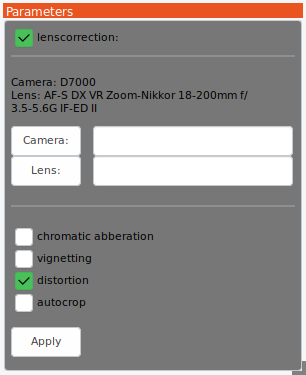 Parameters
lenscorrection:
Camera: D7000
Lens: AF-S DX VR Zoom-Nikkor 18-200mm f/
3.5-5.6G IF-ED II
Camera:
Lens:
chromatic abberation
vignetting
distortion
autocrop
Apply